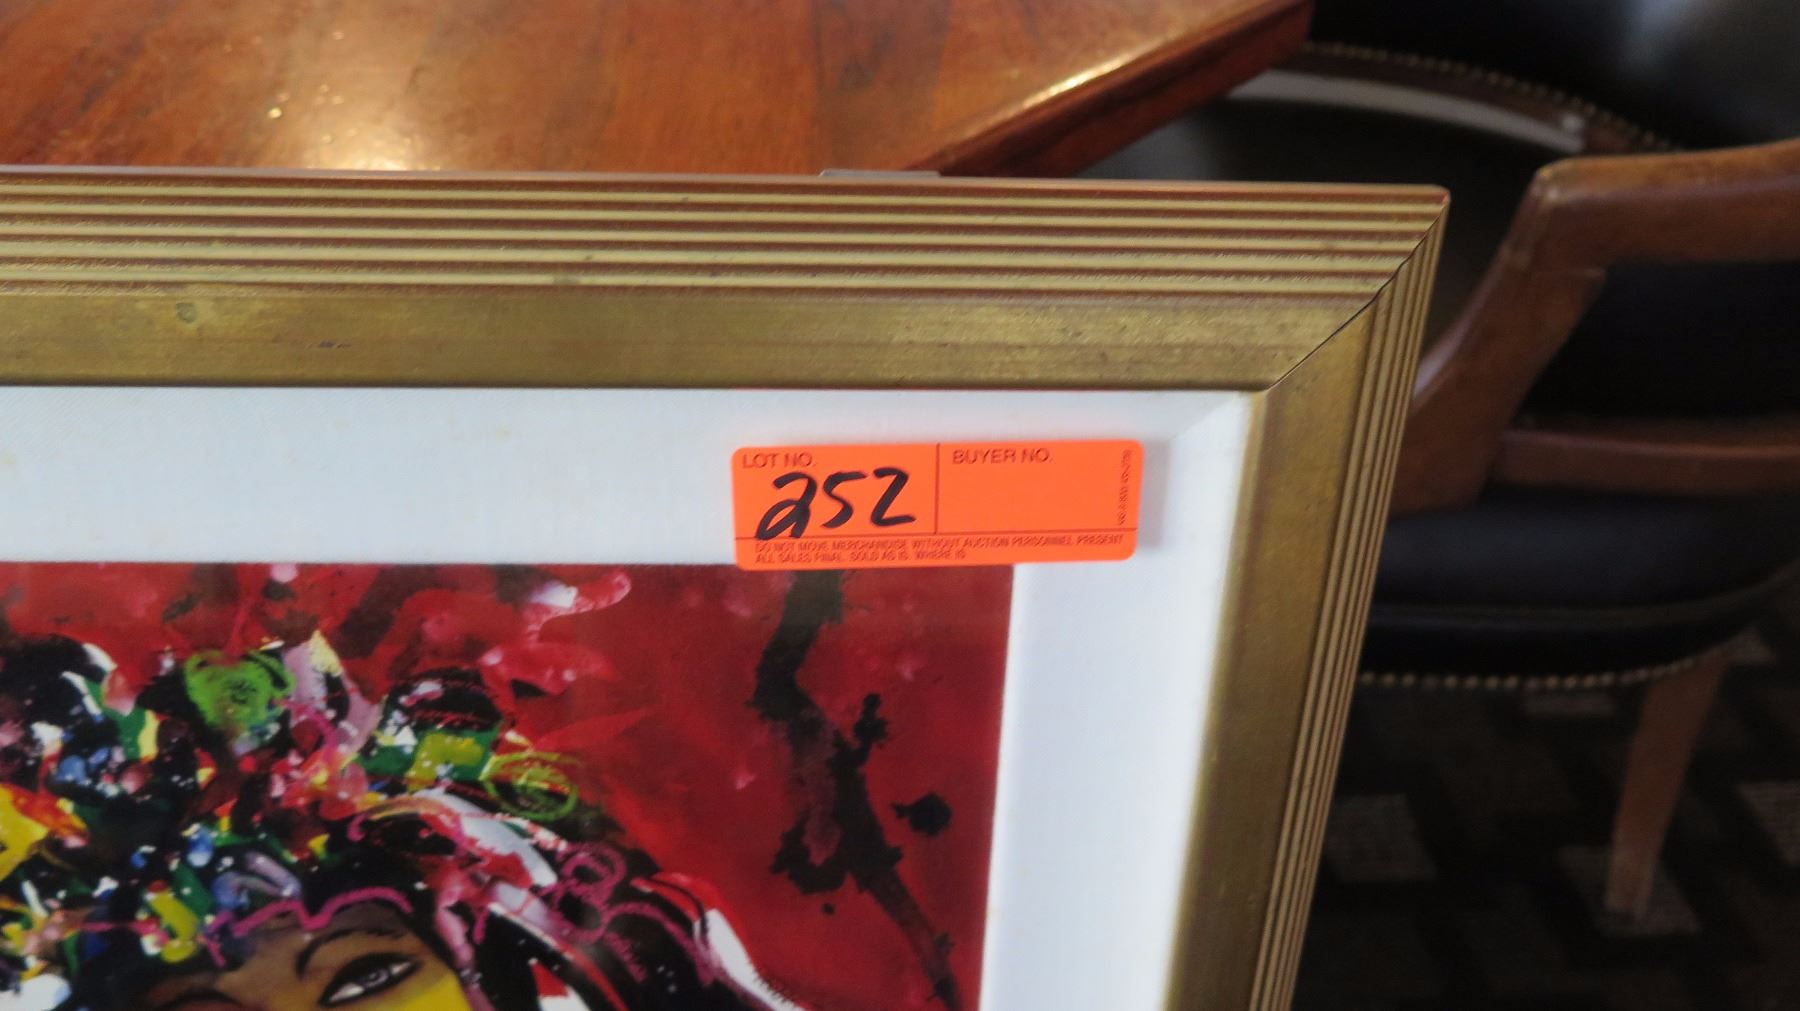 LOT NO. BUYER NO.
252
DO NOT MOVE MERCHANDISE WITHOUT AUCTION PERSONNEL PRESENT
ALL SALES FINAL. SOLD AS IS. WHERE IS